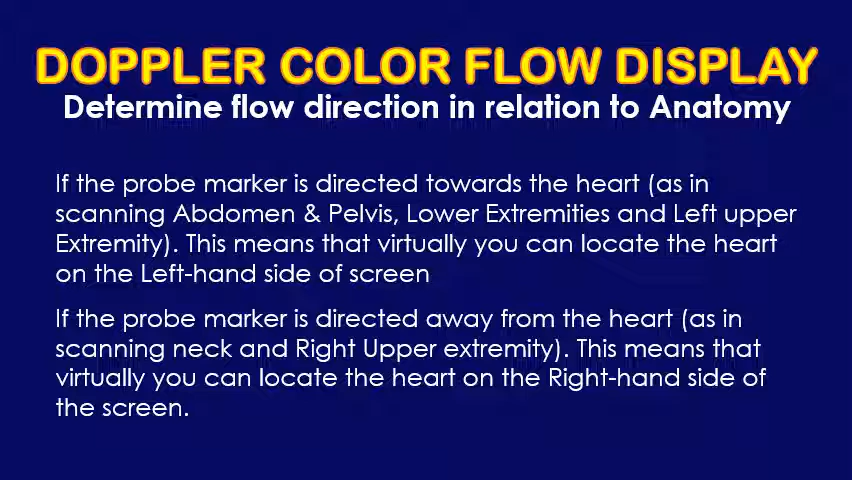 DOPPLER COLOR FLOW DISPLAY
Determine flow direction in relation to Anatomy
If the probe marker is directed towards the heart (as in
scanning Abdomen & Pelvis, Lower Extremities and Left upper
Extremity). This means that virtually you can locate the heart
on the Left-hand side of screen
If the probe marker is directed away from the heart (as in
scanning neck and Right Upper extremity). This means that
virtually you can locate the heart on the Right-hand side of
the screen.